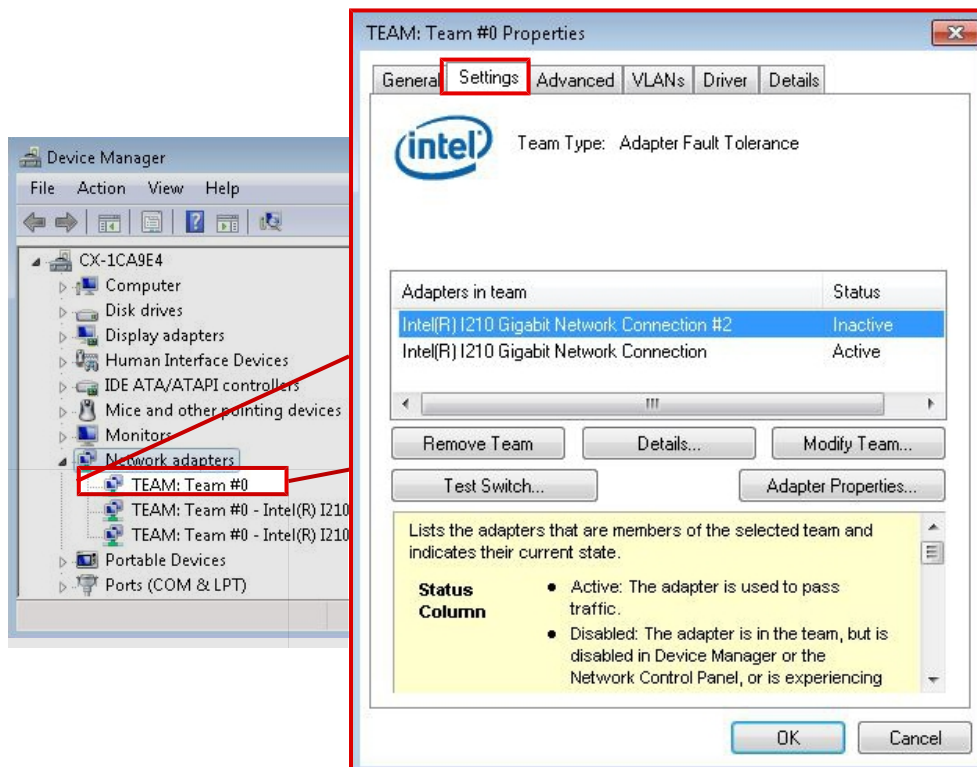 Device Manager
File Action View Help
CX-1CA9E4
Computer
Disk drives
Display adapters
Human Interface Devices
IDE ATA/ATAPI controllers
Mice and other pointing devices
Monitors
Network adapters
TEAM: Team #0
TEAM: Team #0 - Intel(R) I210
TEAM: Team #0 - Intel(R) I210
Portable Devices
Ports (COM & LPT)
TEAM: Team #0 Properties
General Settings Advanced VLANs Driver Details
intel Team Type: Adapter Fault Tolerance
Adapters in team Status
Intel(R) I210 Gigabit Network Connection #2 Inactive
Intel(R) I210 Gigabit Network Connection Active
Remove Team Details... Modify Team...
Test Switch... Adapter Properties...
Lists the adapters that are members of the selected team and
indicates their current state.
Status Column
• Active: The adapter is used to pass
traffic.
• Disabled: The adapter is in the team, but is
disabled in Device Manager or the
Network Control Panel, or is experiencing
OK Cancel